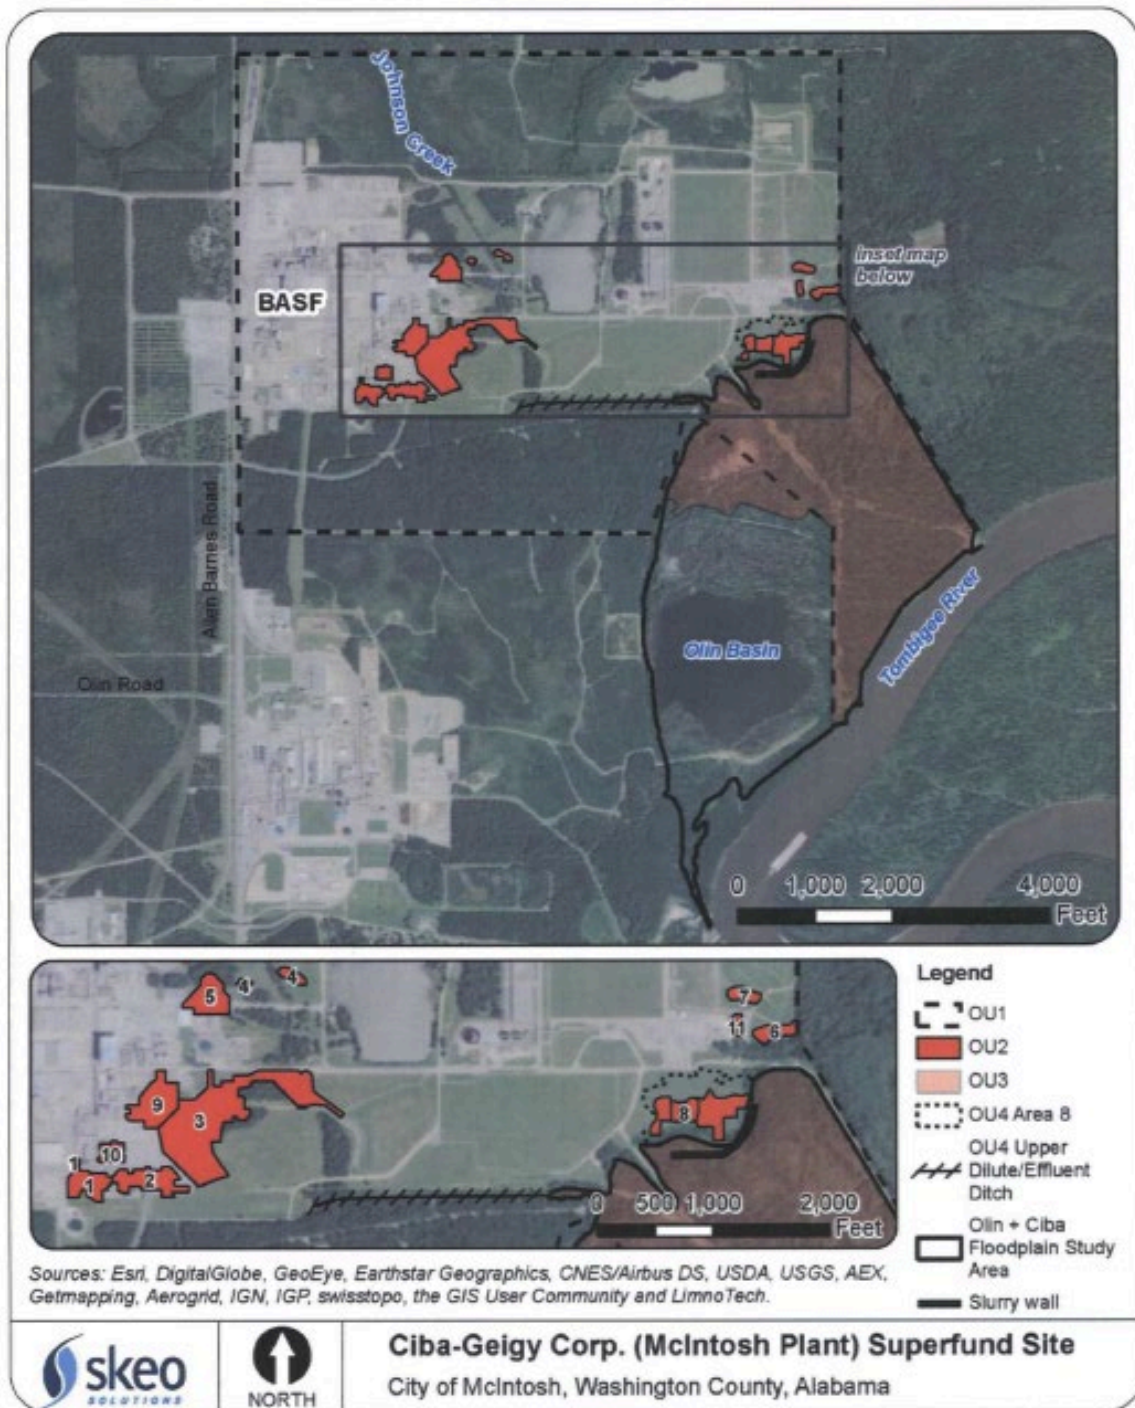 Johnson Creek
inset map
below
BASF
Allen Barnes Road
Olin Road
Olin Basin
Tombigee River
0 1,000 2,000 4,000
Feet
5 4' 4
7
11 6
9
3
8
10
1
1 2
0 500 1,000 2,000
Feet
Legend
OU1
OU2
OU3
OU4 Area 8
OU4 Upper
Dilute/Effluent
Ditch
Olin + Ciba
Floodplain Study
Area
Slurry wall
Sources: Esri, DigitalGlobe, GeoEye, Earthstar Geographics, CNES/Airbus DS, USDA, USGS, AEX,
Getmapping, Aerogrid, IGN, IGP, swisstopo, the GIS User Community and LimnoTech.
skeo
SOLUTIONS
NORTH
Ciba-Geigy Corp. (McIntosh Plant) Superfund Site
City of McIntosh, Washington County, Alabama